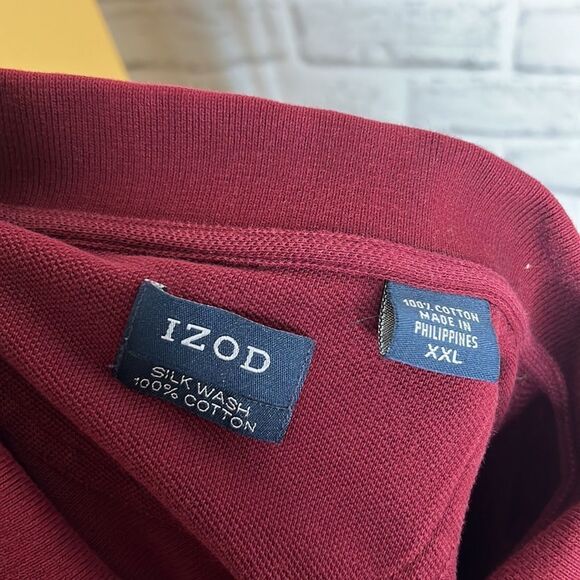 IZOD
SILK WASH
100% COTTON
100% COTTON
MADE IN
PHILIPPINES
XXL